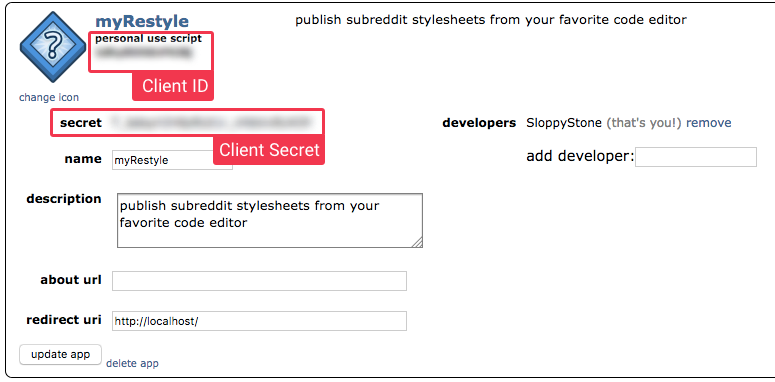 myRestyle
publish subreddit stylesheets from your favorite code editor
personal use script
Client ID
change icon
secret
Client Secret
developers SloppyStone (that's you!) remove
add developer:
name myRestyle
description publish subreddit stylesheets from your
favorite code editor
about url
redirect uri http://localhost/
update app delete app